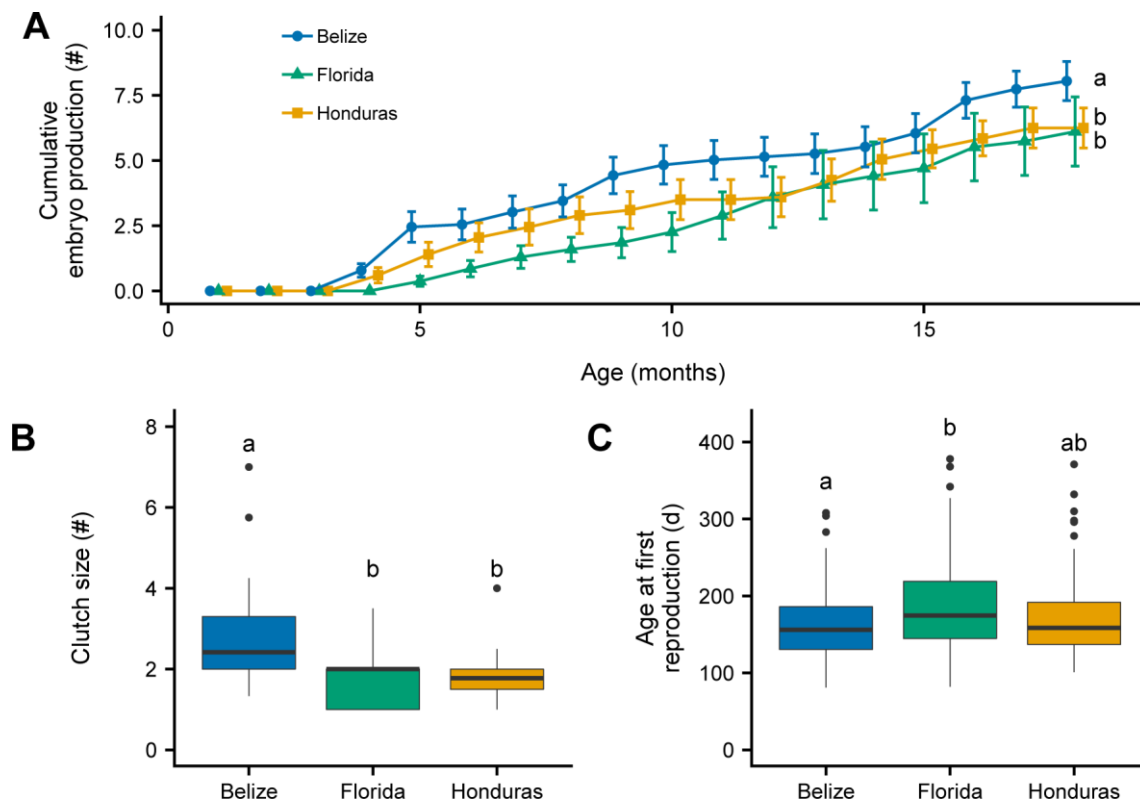 A
Cumulative
embryo production (#)
10.0
7.5
5.0
2.5
0.0
Belize
Florida
Honduras
a
b
b
0 5 10 15
Age (months)
B
Clutch size (#)
8
6
4
2
0
a
b
b
Belize Florida Honduras
C
Age at first
reproduction (d)
400
300
200
100
0
a
b
ab
Belize Florida Honduras